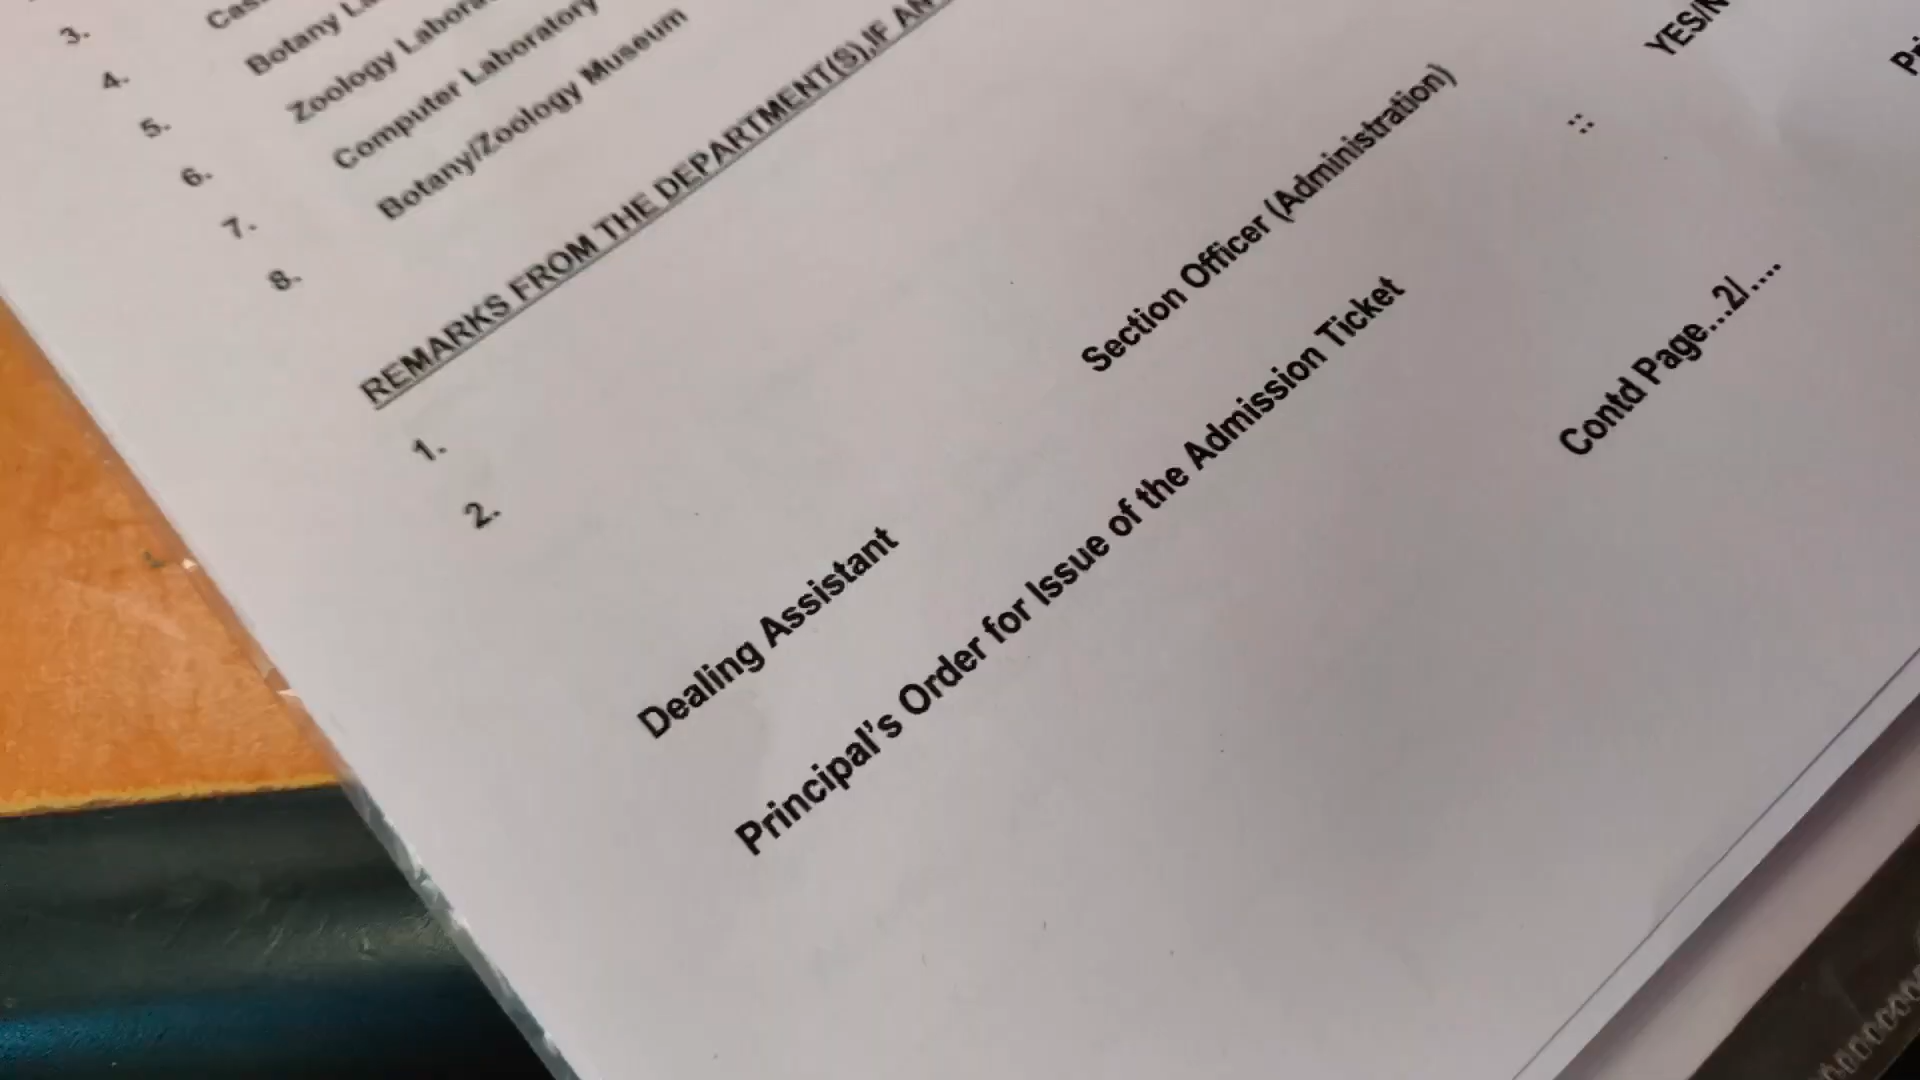 3.
4. Botany
5. Zoology
6. Computer Laboratory
7. Botany/Zoology Museum
8.
REMARKS FROM THE DEPARTMENT(S),IF
1.
2.
Dealing Assistant Section Officer (Administration)
Principal's Order for Issue of the Admission Ticket ::
Contd Page...2/....